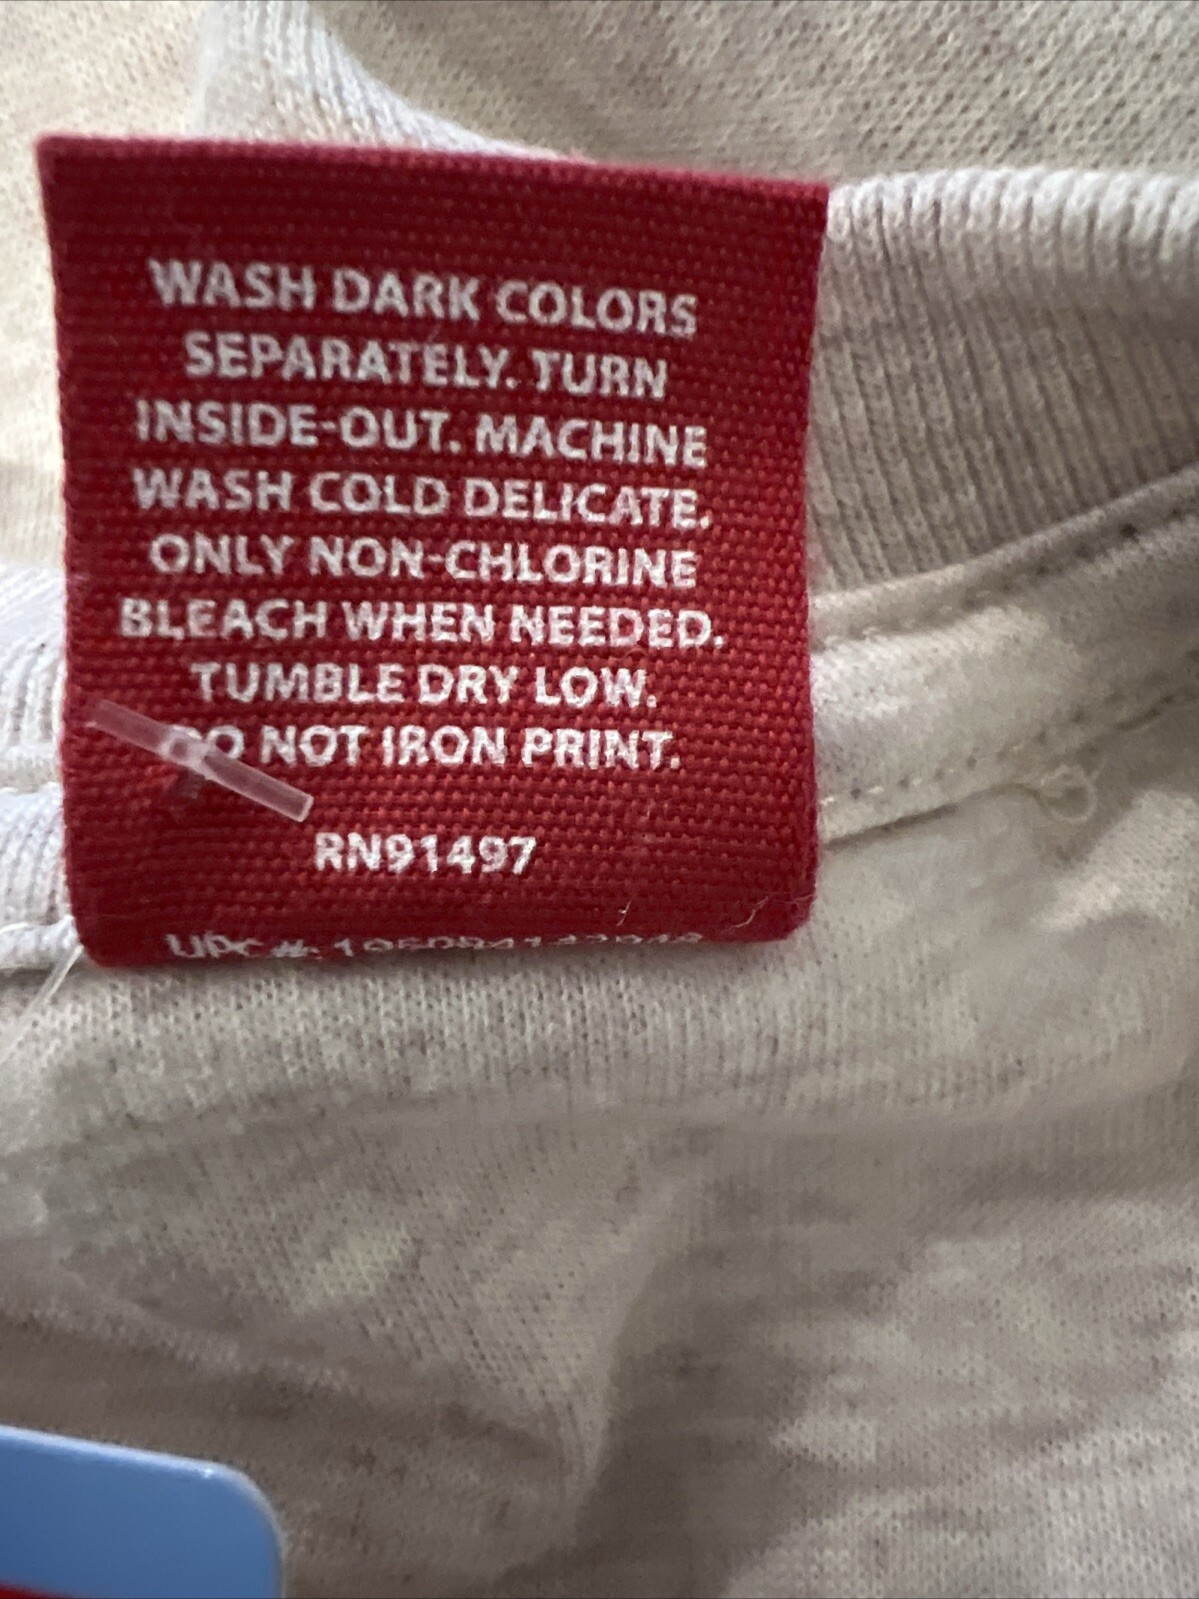 WASH DARK COLORS
SEPARATELY. TURN
INSIDE-OUT. MACHINE
WASH COLD DELICATE.
ONLY NON-CHLORINE
BLEACH WHEN NEEDED.
TUMBLE DRY LOW.
DO NOT IRON PRINT.
RN91497
UPC #: